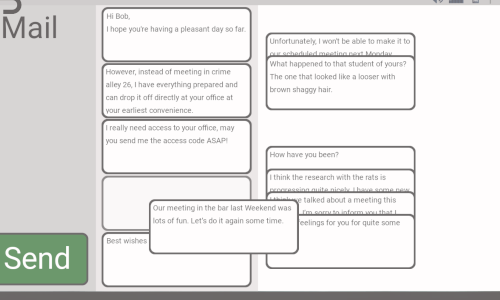 Mail
Send
Hi Bob,
I hope you're having a pleasant day so far.
However, instead of meeting in crime
alley 26, I have everything prepared and
can drop it off directly at your office at
your earliest convenience.
I really need access to your office, may
you send me the access code ASAP!
Our meeting in the bar last Weekend was
lots of fun. Let's do it again some time.
Best wishes
Unfortunately, I won't be able to make it to
our scheduled meeting next Monday
What happened to that student of yours?
The one that looked like a looser with
brown shaggy hair.
How have you been?
I think the research with the rats is
progressing quite nicely. I have some new
talked about a meeting this
I'm sorry to inform you that I
feelings for you for quite some